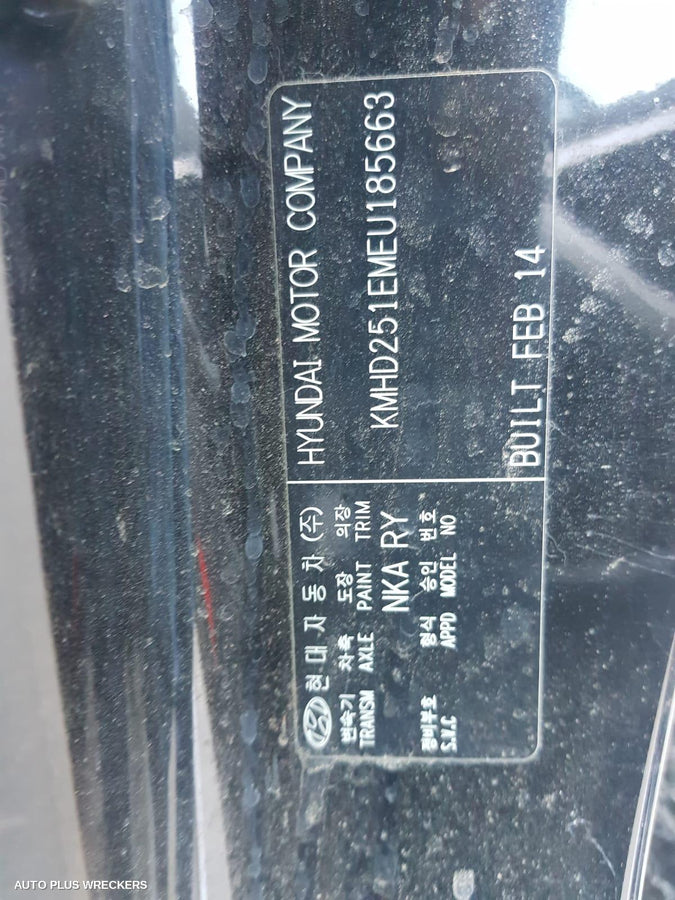 현대자동차(주)
HYUNDAI MOTOR COMPANY
변속기 차축 도장 의장
TRANSM AXLE PAINT TRIM
NKA RY
KMHD251EMEU185663
정비부호 형식 승인 번호
S.V.C APPD MODEL NO
BUILT FEB 14
AUTO PLUS WRECKERS